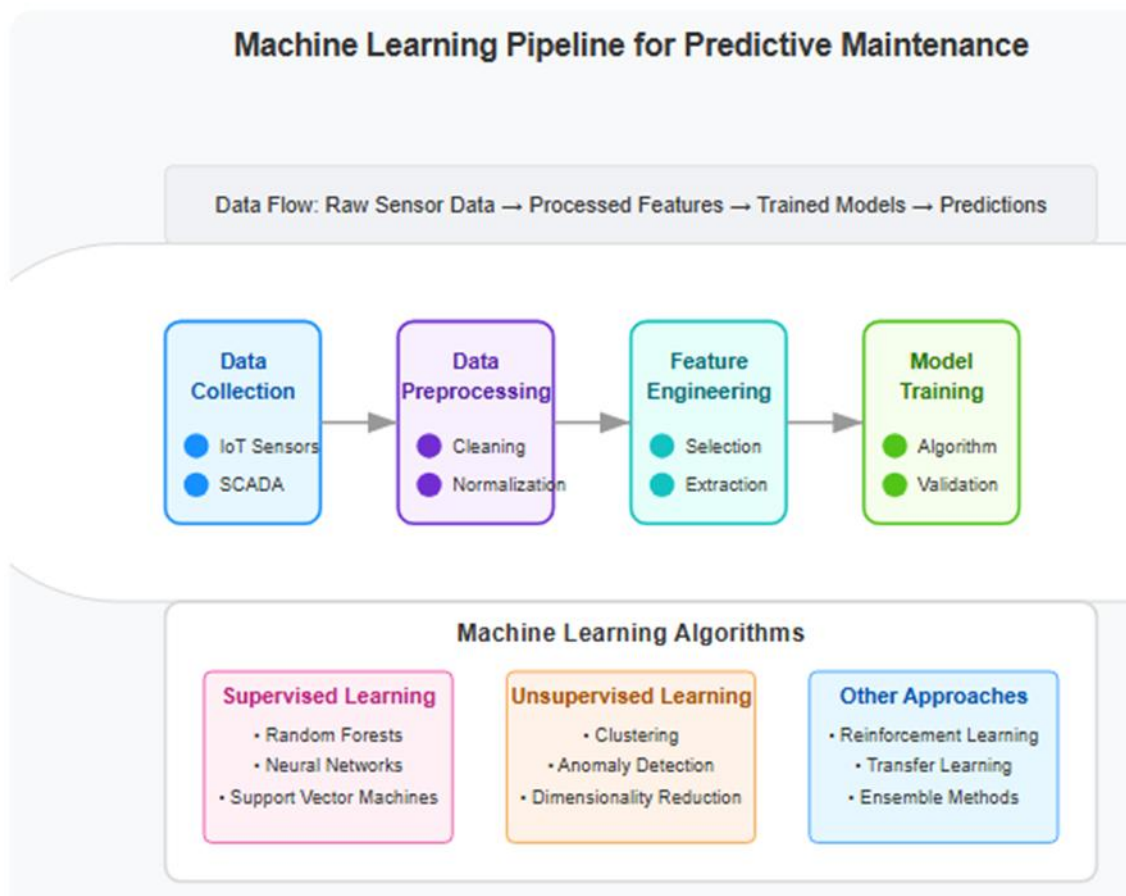 Machine Learning Pipeline for Predictive Maintenance
Data Flow: Raw Sensor Data → Processed Features → Trained Models → Predictions
Data
Collection
IoT Sensors
SCADA
Data
Preprocessing
Cleaning
Normalization
Feature
Engineering
Selection
Extraction
Model
Training
Algorithm
Validation
Machine Learning Algorithms
Supervised Learning
• Random Forests
• Neural Networks
• Support Vector Machines
Unsupervised Learning
• Clustering
• Anomaly Detection
• Dimensionality Reduction
Other Approaches
• Reinforcement Learning
• Transfer Learning
• Ensemble Methods